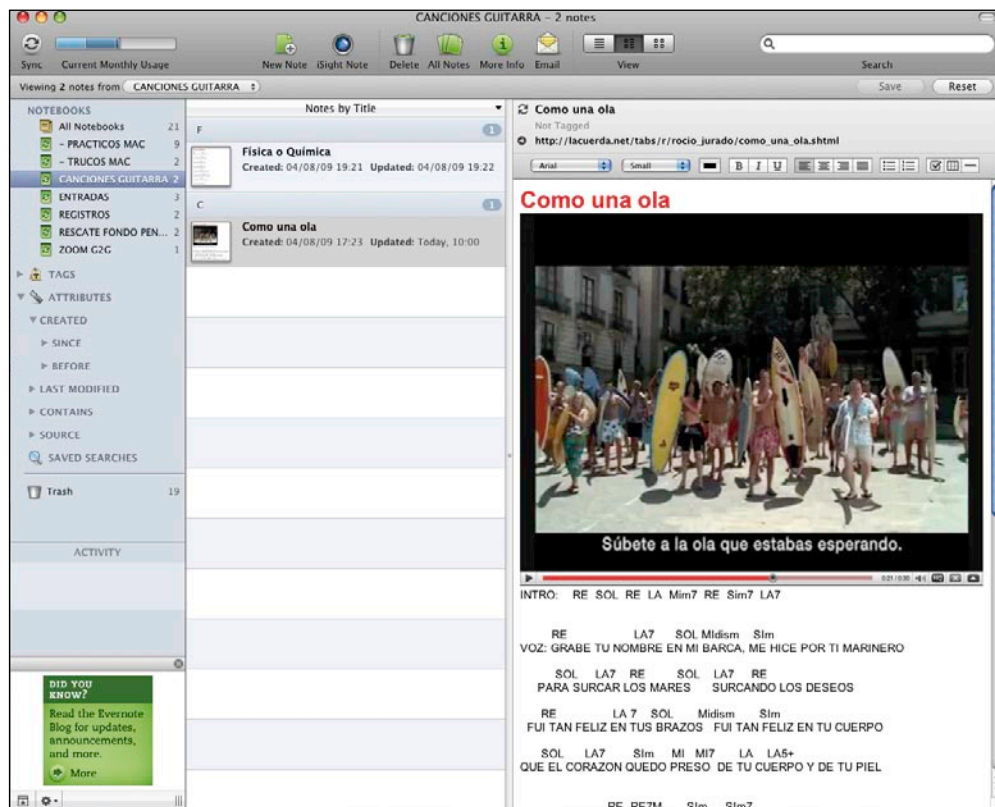 CANCIONES GUITARRA – 2 notes
Sync
Current Monthly Usage
New Note
iSight Note
Delete
All Notes
More Info
Email
View
Search
Viewing 2 notes from CANCIONES GUITARRA
Save
Reset
NOTEBOOKS
All Notebooks 21
- PRACTICOS MAC 9
- TRUCOS MAC 2
CANCIONES GUITARRA 2
ENTRADAS 3
REGISTROS 2
RESCATE FONDO PEN... 2
ZOOM G2G 1
TAGS
ATTRIBUTES
CREATED
SINCE
BEFORE
LAST MODIFIED
CONTAINS
SOURCE
SAVED SEARCHES
Trash 19
ACTIVITY
DID YOU
KNOW?
Read the Evernote
Blog for updates,
announcements,
and more.
More
Notes by Title
F 1
Física o Química
Created: 04/08/09 19:21 Updated: 04/08/09 19:22
C 1
Como una ola
Created: 04/08/09 17:23 Updated: Today, 10:00
Como una ola
Not Tagged
http://lacuerda.net/tabs/r/rocio_jurado/como_una_ola.shtml
Arial Small B I U
Como una ola
Súbete a la ola que estabas esperando.
0:21 / 0:30 HQ
INTRO: RE SOL RE LA Mim7 RE Sim7 LA7
RE LA7 SOL MIdism SIm
VOZ: GRABE TU NOMBRE EN MI BARCA, ME HICE POR TI MARINERO
SOL LA7 RE SOL LA7 RE
PARA SURCAR LOS MARES SURCANDO LOS DESEOS
RE LA 7 SOL Midism SIm
FUI TAN FELIZ EN TUS BRAZOS FUI TAN FELIZ EN TU CUERPO
SOL LA7 SIm MI MI7 LA LA5+
QUE EL CORAZON QUEDO PRESO DE TU CUERPO Y DE TU PIEL
RE RE7M SIm SIm7